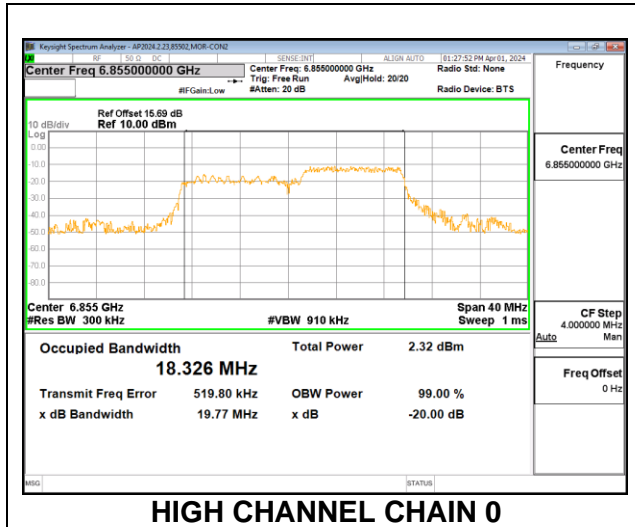 Keysight Spectrum Analyzer - AP2024.2.23,85502,MOR-CON2
RF 50 Ω DC SENSE:INT ALIGN AUTO 01:27:52 PM Apr 01, 2024
Center Freq 6.855000000 GHz Center Freq: 6.855000000 GHz Radio Std: None Frequency
Trig: Free Run Avg|Hold: 20/20
#IFGain:Low #Atten: 20 dB Radio Device: BTS
Ref Offset 15.69 dB
10 dB/div Ref 10.00 dBm
Log
0.00
-10.0
-20.0
-30.0
-40.0
-50.0
-60.0
-70.0
-80.0
Center Freq
6.855000000 GHz
Center 6.855 GHz Span 40 MHz
#Res BW 300 kHz #VBW 910 kHz Sweep 1 ms
CF Step
4.000000 MHz
Auto Man
Occupied Bandwidth Total Power 2.32 dBm
18.326 MHz
Freq Offset
0 Hz
Transmit Freq Error 519.80 kHz OBW Power 99.00 %
x dB Bandwidth 19.77 MHz x dB -20.00 dB
MSG STATUS
HIGH CHANNEL CHAIN 0